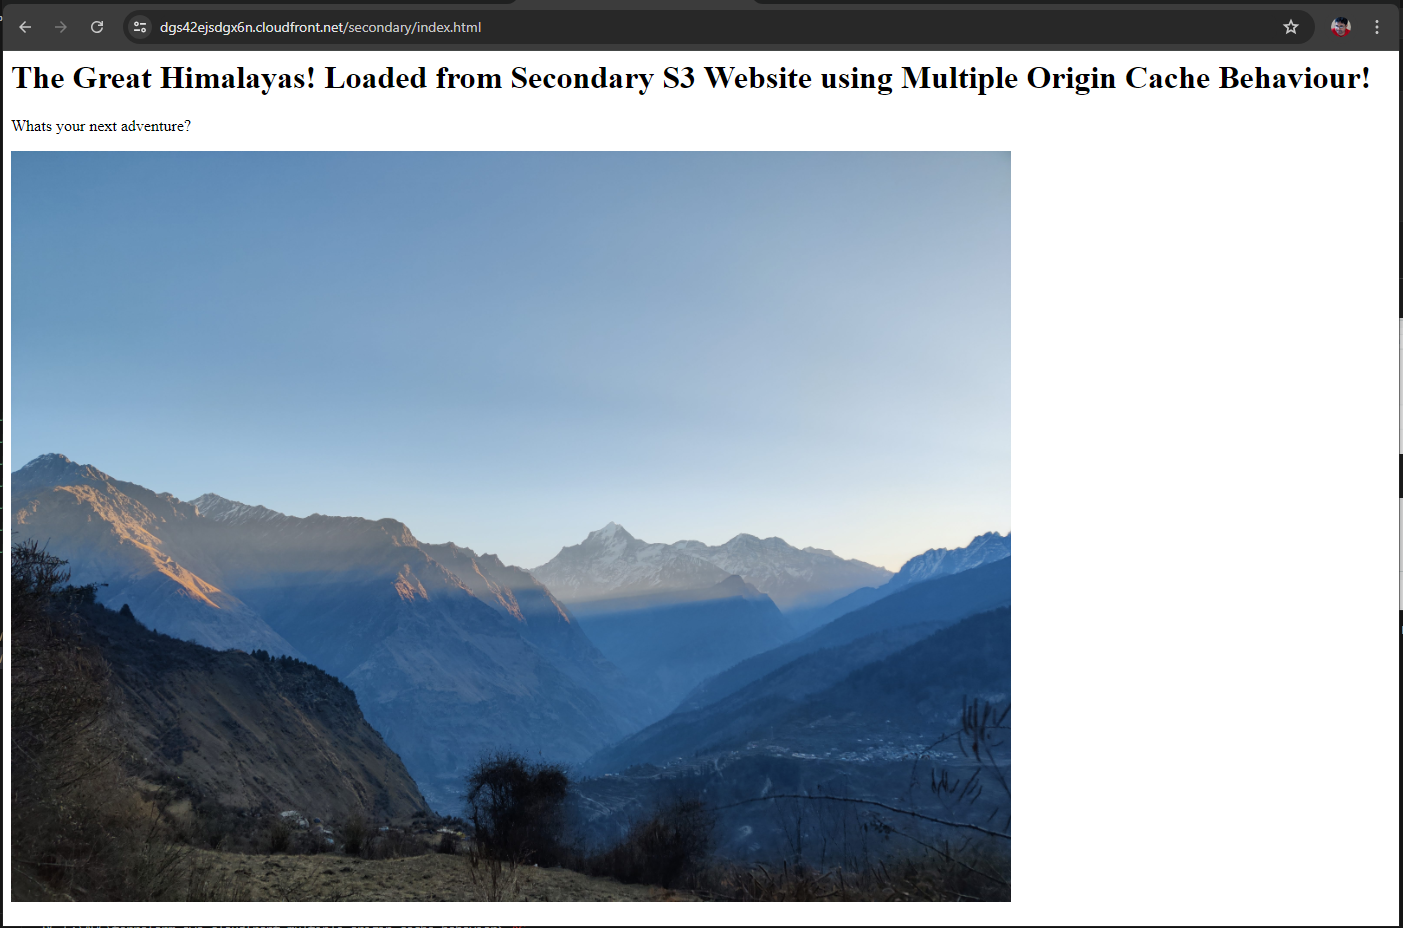 dgs42ejsdgx6n.cloudfront.net/secondary/index.html
The Great Himalayas! Loaded from Secondary S3 Website using Multiple Origin Cache Behaviour!
Whats your next adventure?